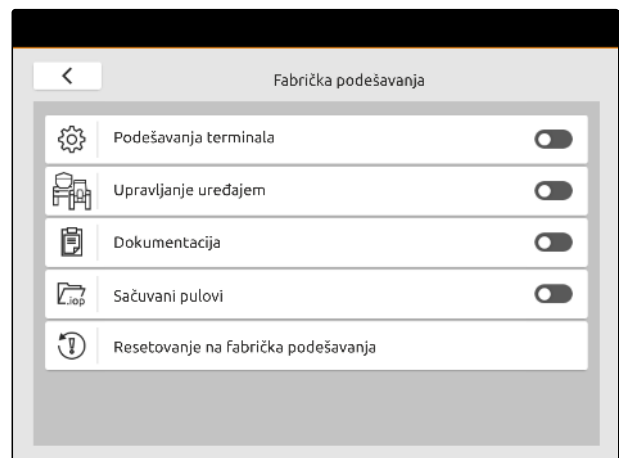 Fabrička podešavanja
Podešavanja terminala
Upravljanje uređajem
Dokumentacija
.iop
Sačuvani pulovi
Resetovanje na fabrička podešavanja